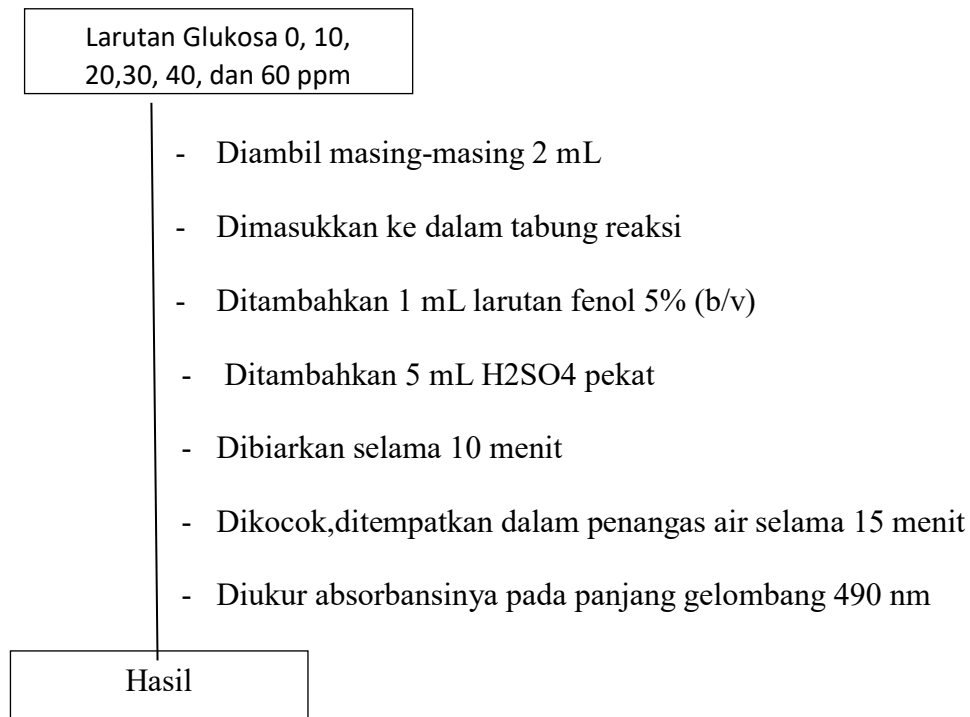 Larutan Glukosa 0, 10,
20,30, 40, dan 60 ppm
- Diambil masing-masing 2 mL
- Dimasukkan ke dalam tabung reaksi
- Ditambahkan 1 mL larutan fenol 5% (b/v)
- Ditambahkan 5 mL H2SO4 pekat
- Dibiarkan selama 10 menit
- Dikocok,ditempatkan dalam penangas air selama 15 menit
- Diukur absorbansinya pada panjang gelombang 490 nm
Hasil